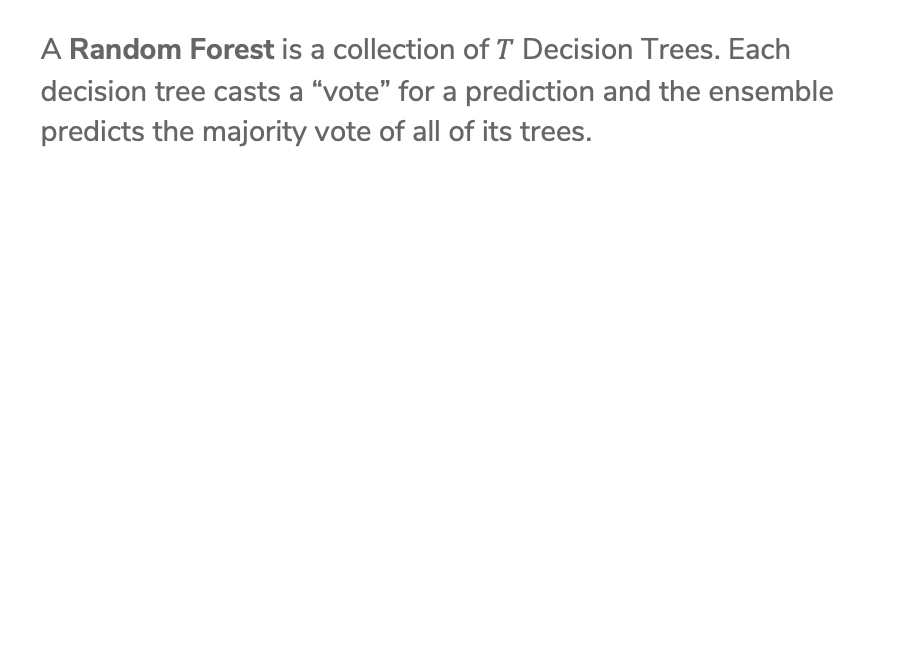 A Random Forest is a collection of T Decision Trees. Each
decision tree casts a “vote” for a prediction and the ensemble
predicts the majority vote of all of its trees.